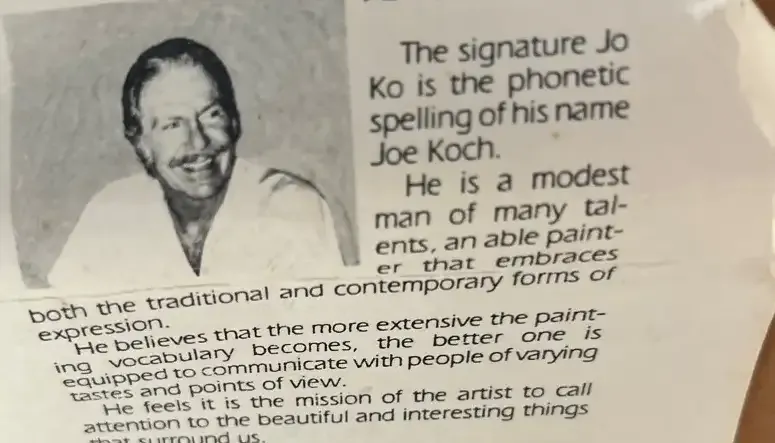 The signature Jo
Ko is the phonetic
spelling of his name
Joe Koch.
He is a modest
man of many tal-
ents, an able paint-
er that embraces
both the traditional and contemporary forms of
expression.
He believes that the more extensive the paint-
ing vocabulary becomes, the better one is
equipped to communicate with people of varying
tastes and points of view.
He feels it is the mission of the artist to call
attention to the beautiful and interesting things
that surround us.